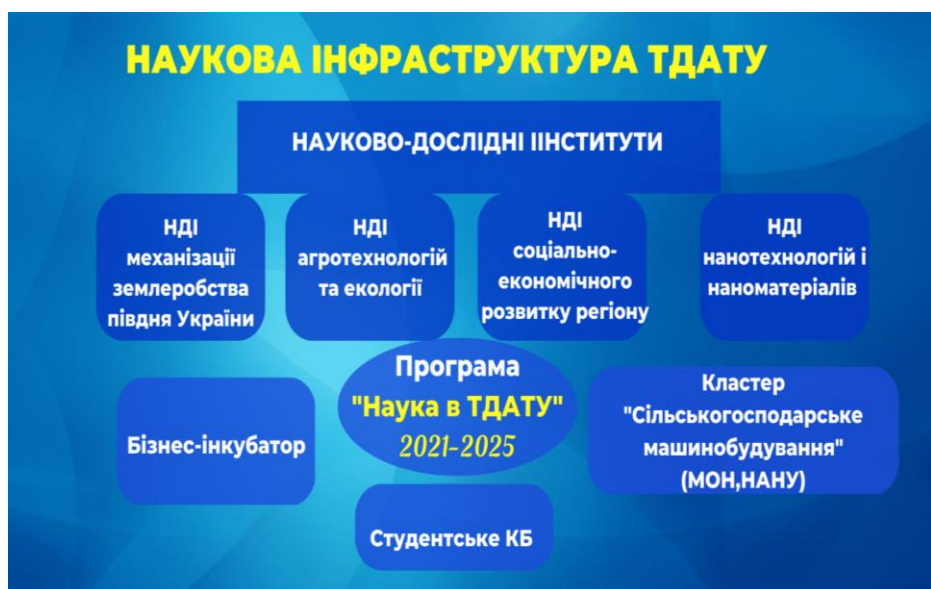 НАУКОВА ІНФРАСТРУКТУРА ТДАТУ
НАУКОВО-ДОСЛІДНІ ІІНСТИТУТИ
НДІ
механізації
землеробства
півдня України
НДІ
агротехнологій
та екології
НДІ
соціально-
економічного
розвитку регіону
НДІ
нанотехнологій і
наноматеріалів
Програма
"Наука в ТДАТУ"
2021-2025
Бізнес-інкубатор
Кластер
"Сільськогосподарське
машинобудування"
(МОН,НАНУ)
Студентське КБ